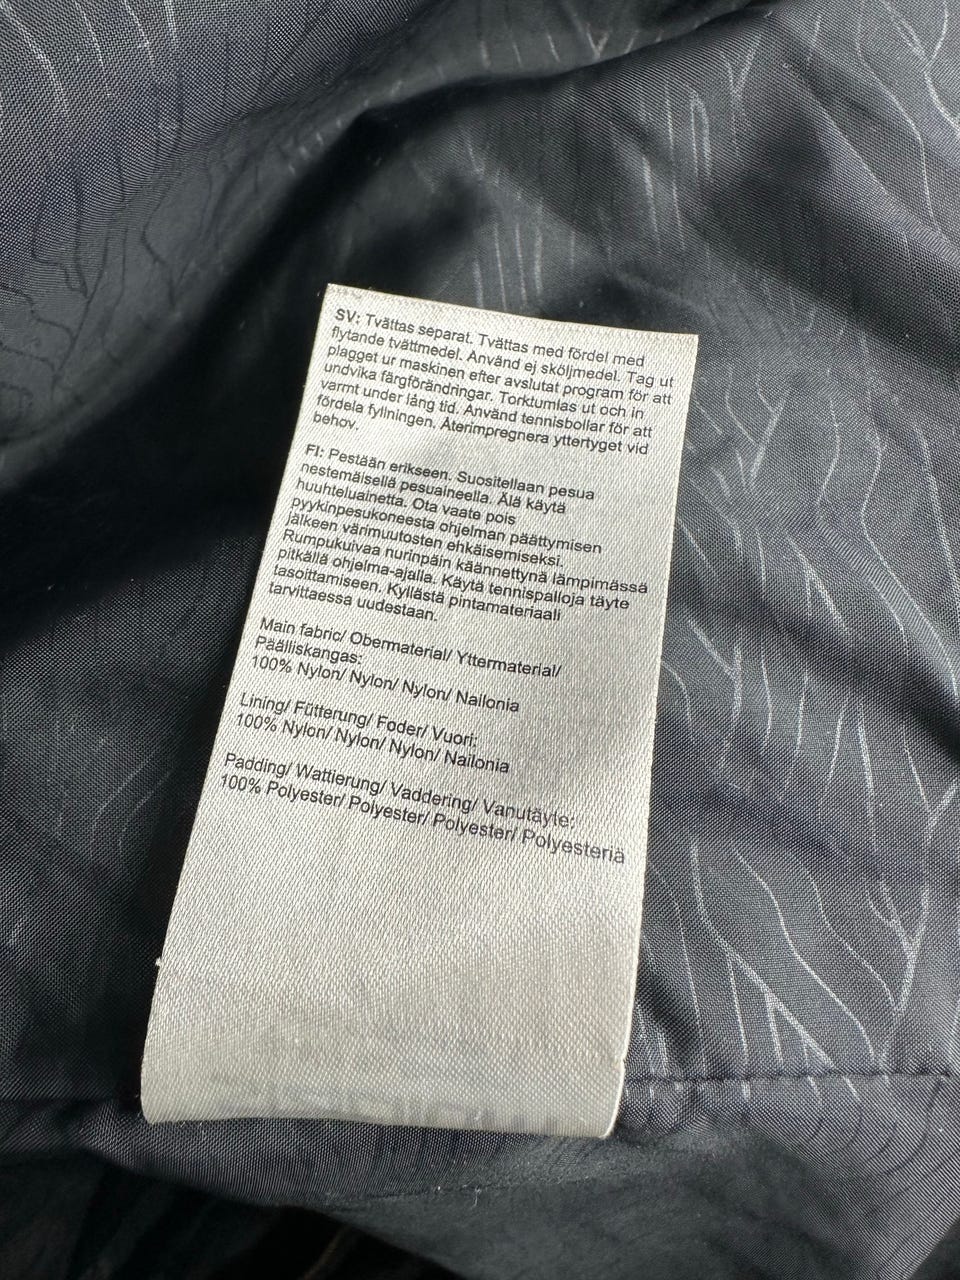 SV: Tvättas separat. Tvättas med fördel med
flytande tvättmedel. Använd ej sköljmedel. Tag ut
plagget ur maskinen efter avslutat program för att
undvika färgförändringar. Torktumlas ut och in
varmt under lång tid. Använd tennisbollar för att
fördela fyllningen. Återimpregnera yttertyget vid
behov.
FI: Pestään erikseen. Suositellaan pesua
nestemäisellä pesuaineella. Älä käytä
huuhteluainetta. Ota vaate pois
pyykinpesukoneesta ohjelman päättymisen
jälkeen värimuutosten ehkäisemiseksi.
Rumpukuivaa nurinpäin käännettynä lämpimässä
pitkällä ohjelma-ajalla. Käytä tennispalloja täyte
tasoittamiseen. Kyllästä pintamateriaali
tarvittaessa uudestaan.
Main fabric/ Obermaterial/ Yttermaterial/
Päälliskangas:
100% Nylon/ Nylon/ Nylon/ Nailonia
Lining/ Fütterung/ Foder/ Vuori:
100% Nylon/ Nylon/ Nylon/ Nailonia
Padding/ Wattierung/ Vaddering/ Vanutäyte:
100% Polyester/ Polyester/ Polyester/ Polyesteriä